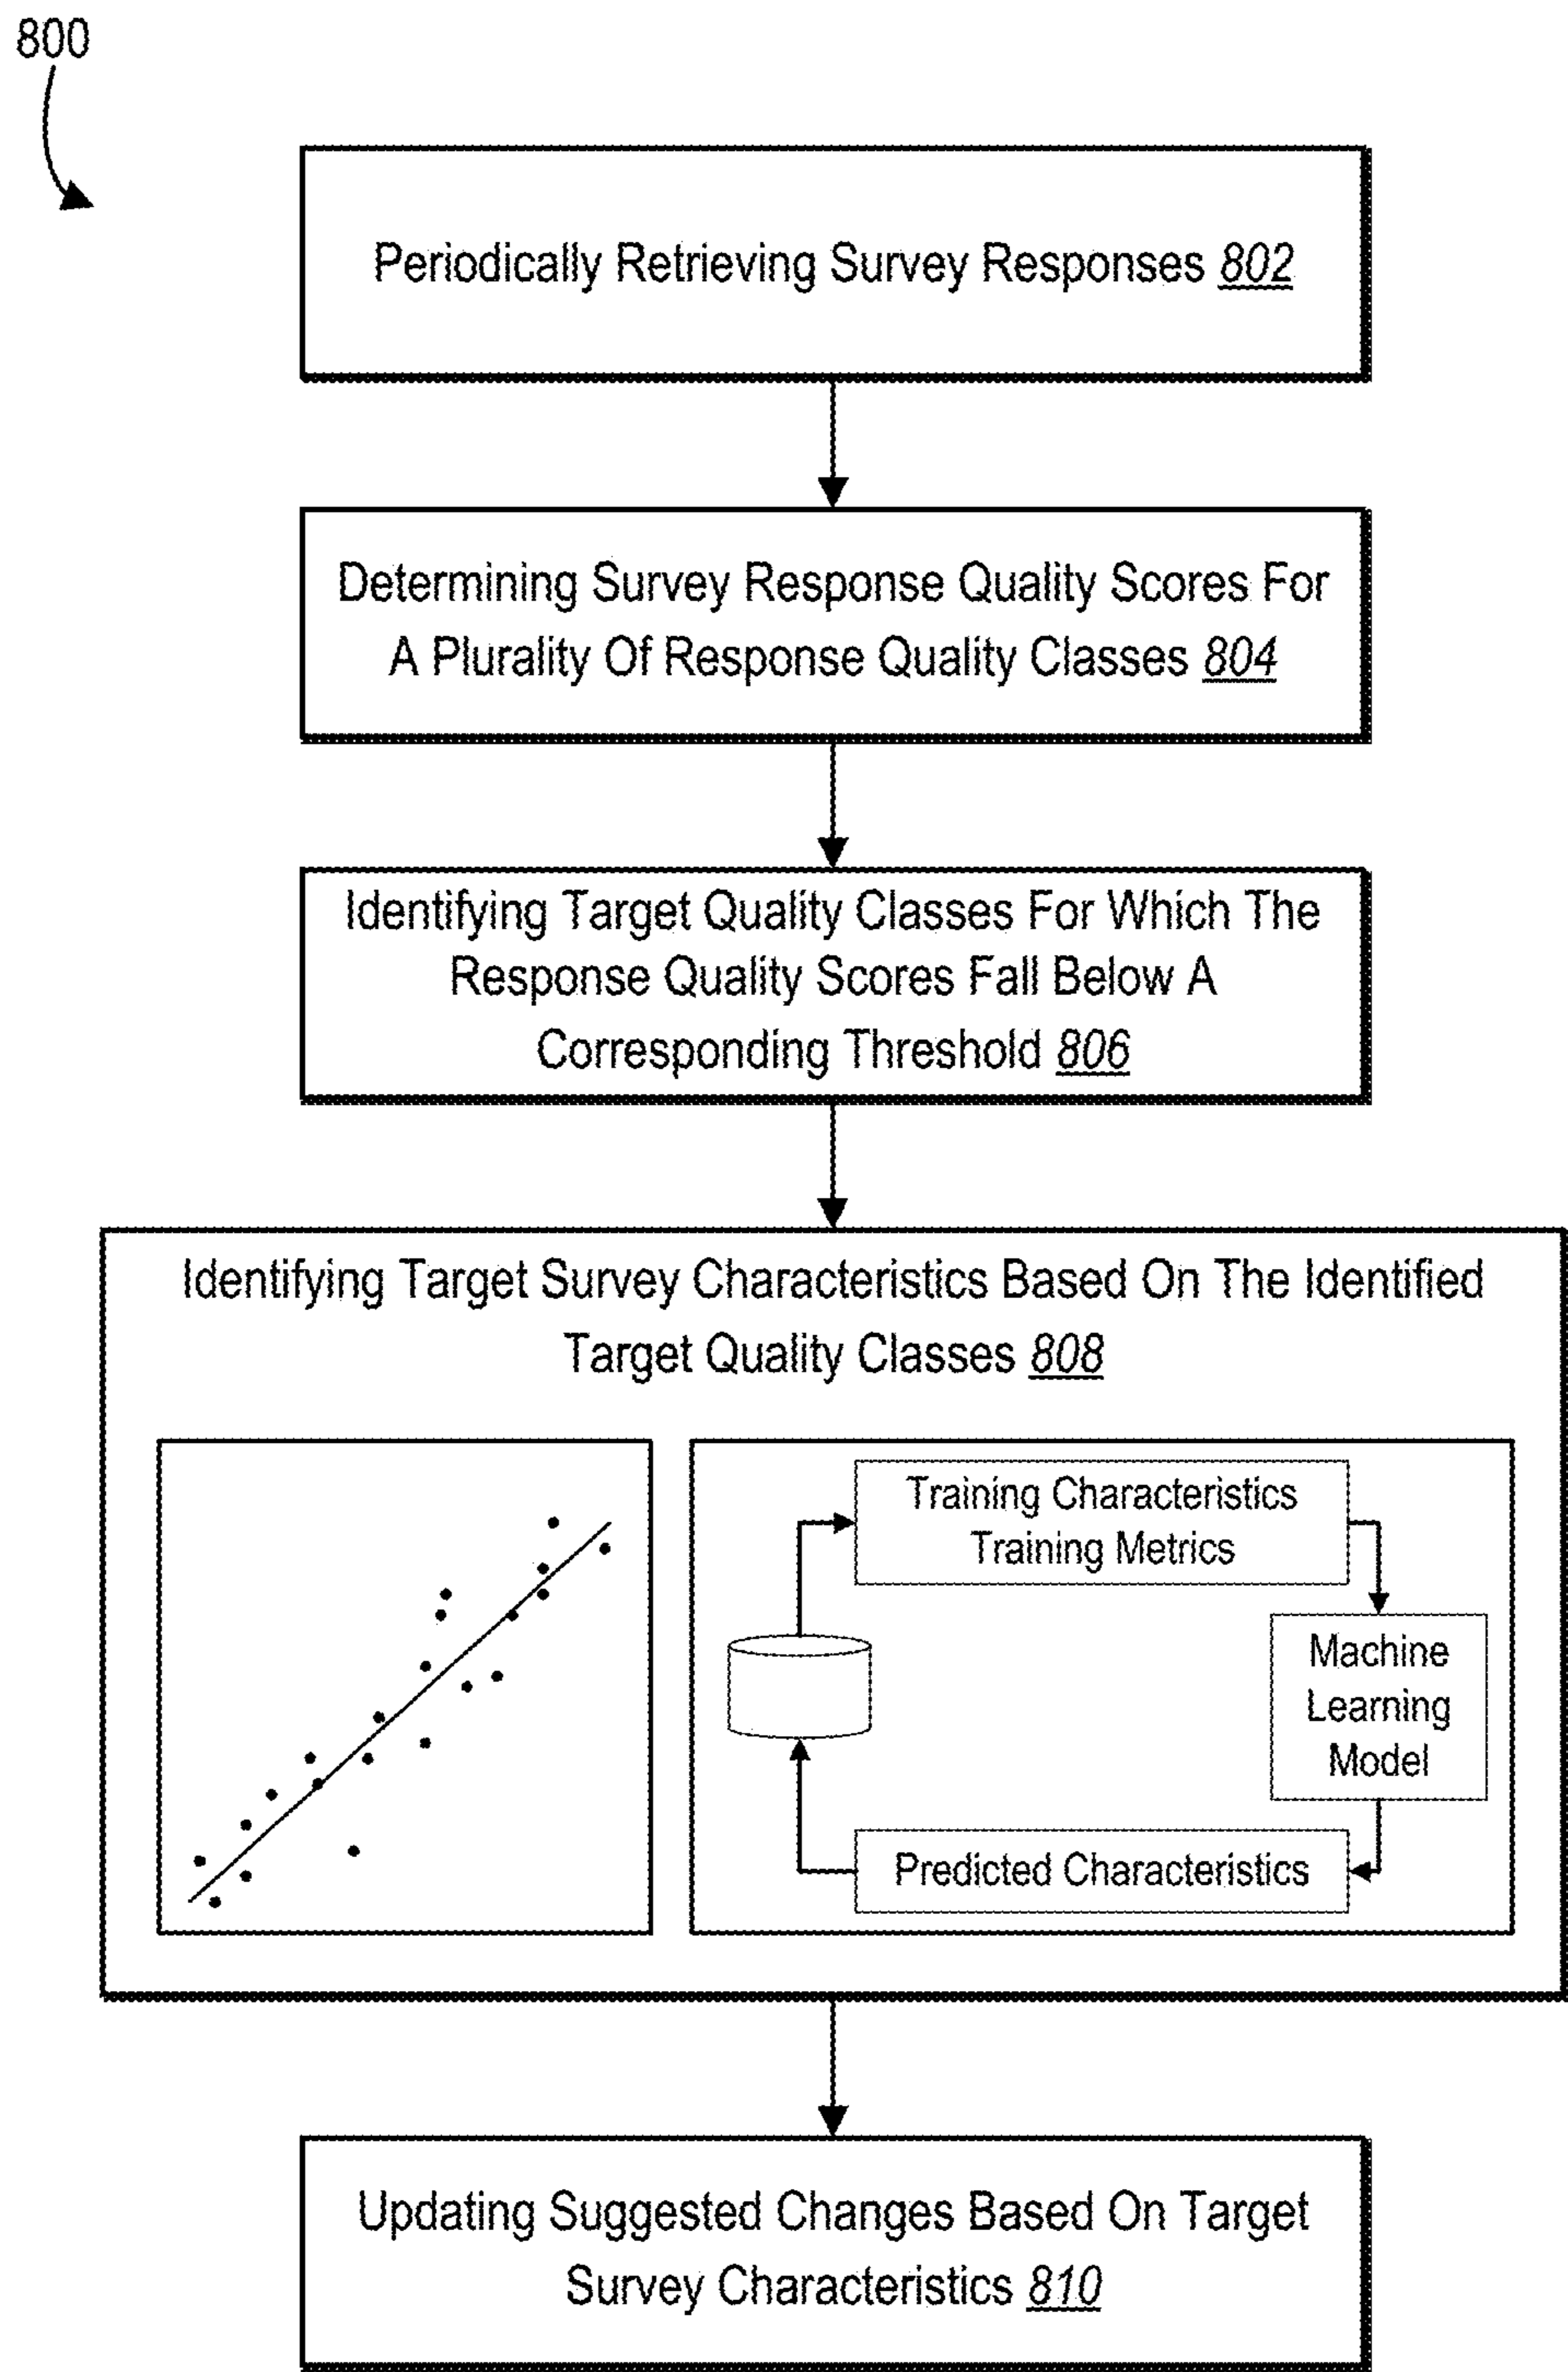 800
Periodically Retrieving Survey Responses 802
Determining Survey Response Quality Scores For
A Plurality Of Response Quality Classes 804
Identifying Target Quality Classes For Which The
Response Quality Scores Fall Below A
Corresponding Threshold 806
Identifying Target Survey Characteristics Based On The Identified
Target Quality Classes 808
Training Characteristics
Training Metrics
Machine
Learning
Model
Predicted Characteristics
Updating Suggested Changes Based On Target
Survey Characteristics 810